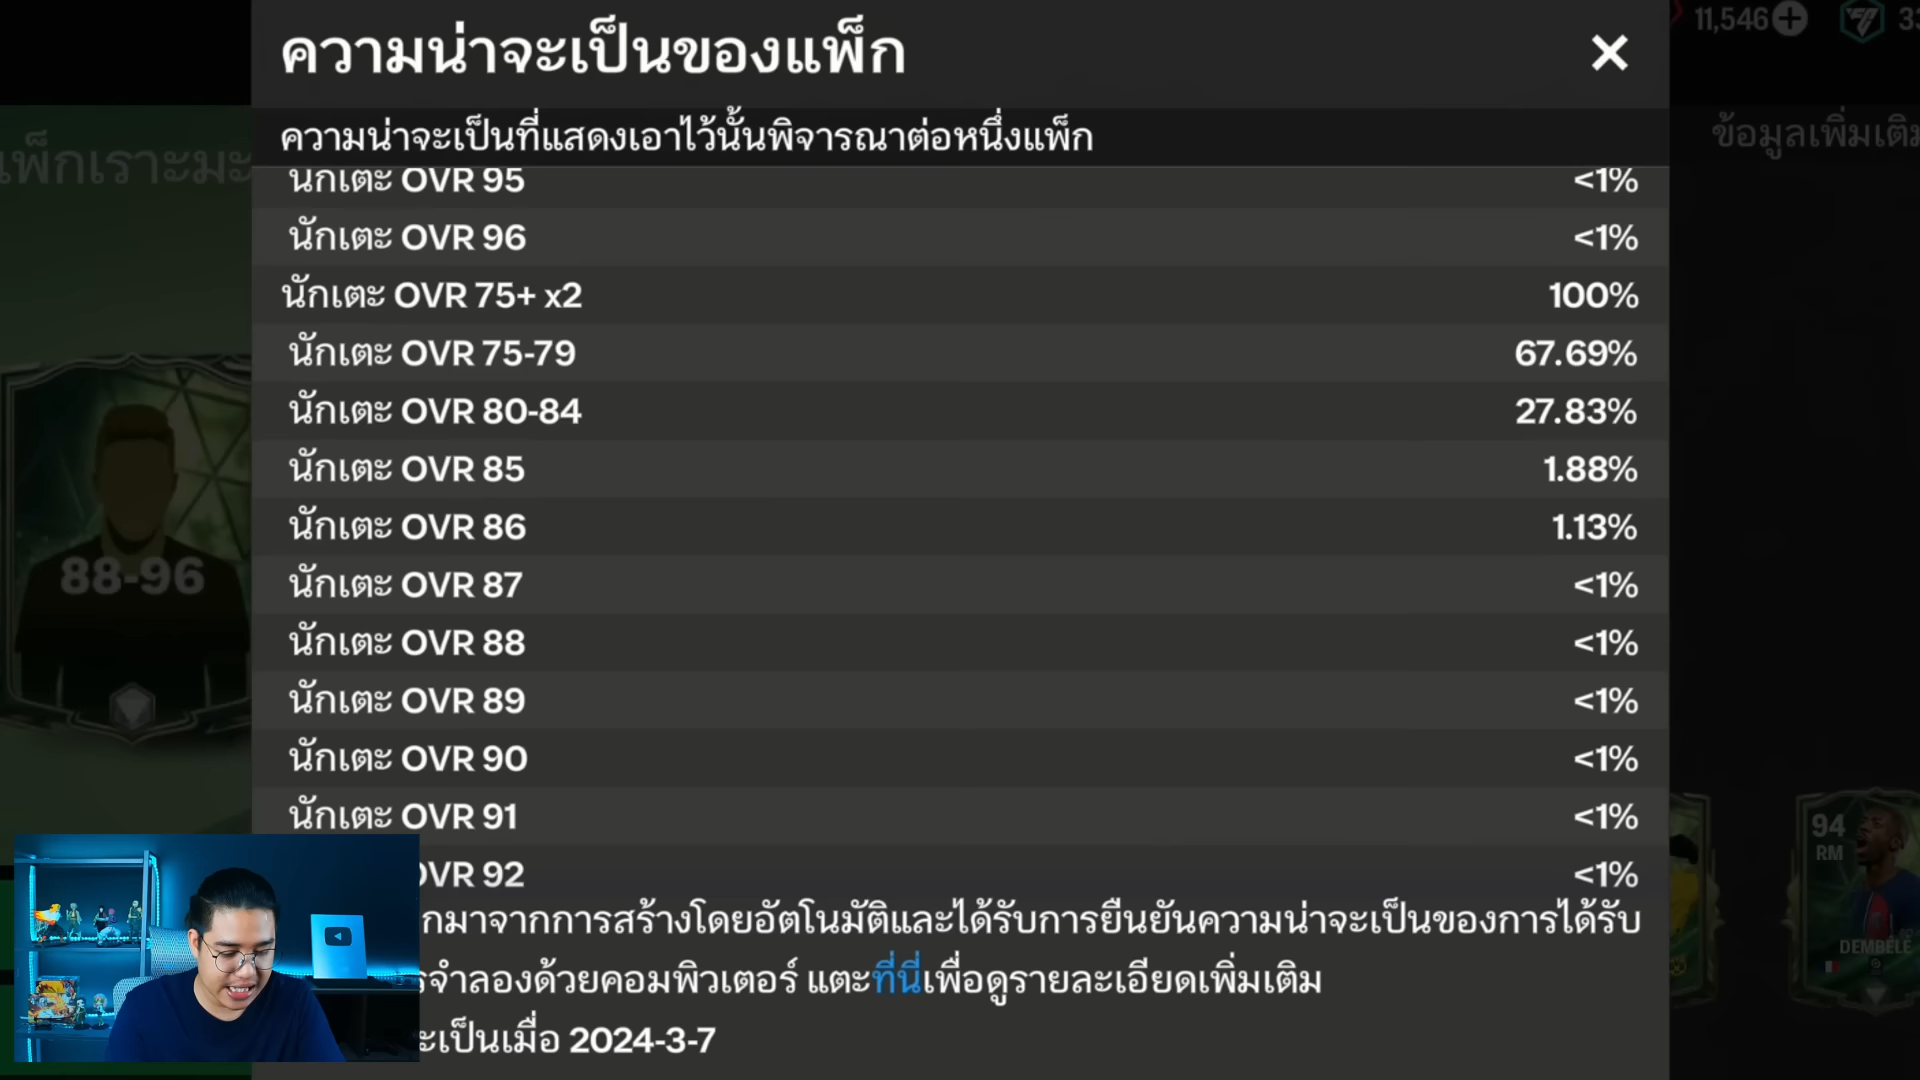 ความน่าจะเป็นของแพ็ก
11,546
ข้อมูลเพิ่มเติม
ความน่าจะเป็นที่แสดงเอาไว้นั้นพิจารณาต่อหนึ่งแพ็ก
นักเตะ OVR 95 <1%
นักเตะ OVR 96 <1%
นักเตะ OVR 75+ x2 100%
นักเตะ OVR 75-79 67.69%
นักเตะ OVR 80-84 27.83%
นักเตะ OVR 85 1.88%
นักเตะ OVR 86 1.13%
นักเตะ OVR 87 <1%
88-96
นักเตะ OVR 88 <1%
นักเตะ OVR 89 <1%
นักเตะ OVR 90 <1%
นักเตะ OVR 91 <1%
94
RM
OVR 92 <1%
กมาจากการสร้างโดยอัตโนมัติและได้รับการยืนยันความน่าจะเป็นของการได้รับ
DEMBÉLÉ
รจำลองด้วยคอมพิวเตอร์ แตะที่นี่เพื่อดูรายละเอียดเพิ่มเติม
ะเป็นเมื่อ 2024-3-7